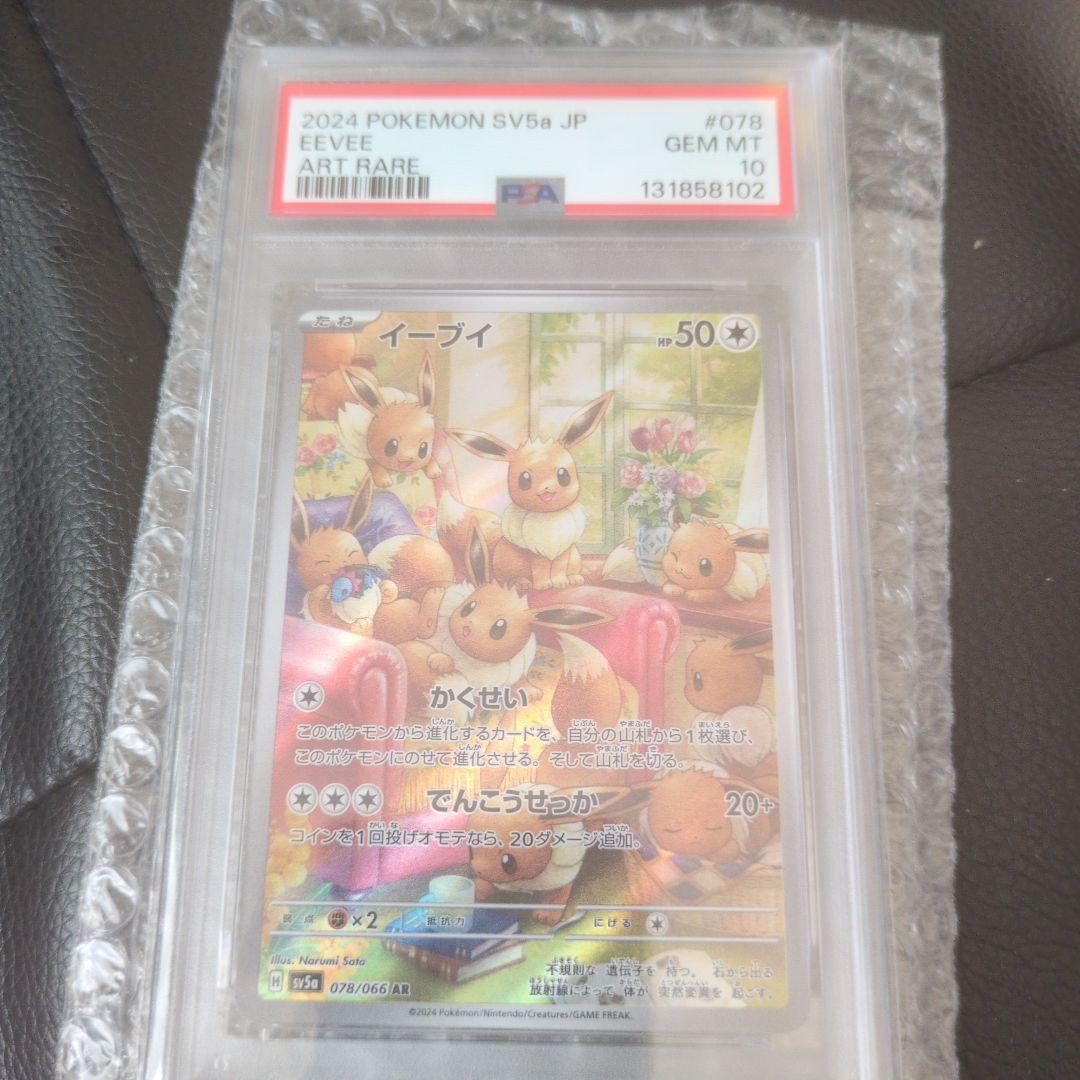 2024 POKEMON SV5a JP #078
EEVEE GEM MT
ART RARE 10
PSA 131858102
たね イーブイ HP 50
かくせい
このポケモンから進化するカードを、自分の山札から1枚選び、
このポケモンにのせて進化させる。そして山札を切る。
でんこうせっか 20+
コインを1回投げオモテなら、20ダメージ追加。
弱点 ×2 抵抗力 にげる
Illus. Narumi Sato
不規則な 遺伝子を 持つ。 石から出る
H sv5a 078/066 AR
放射線によって 体が 突然変異を 起こす。
©2024 Pokémon/Nintendo/Creatures/GAME FREAK.